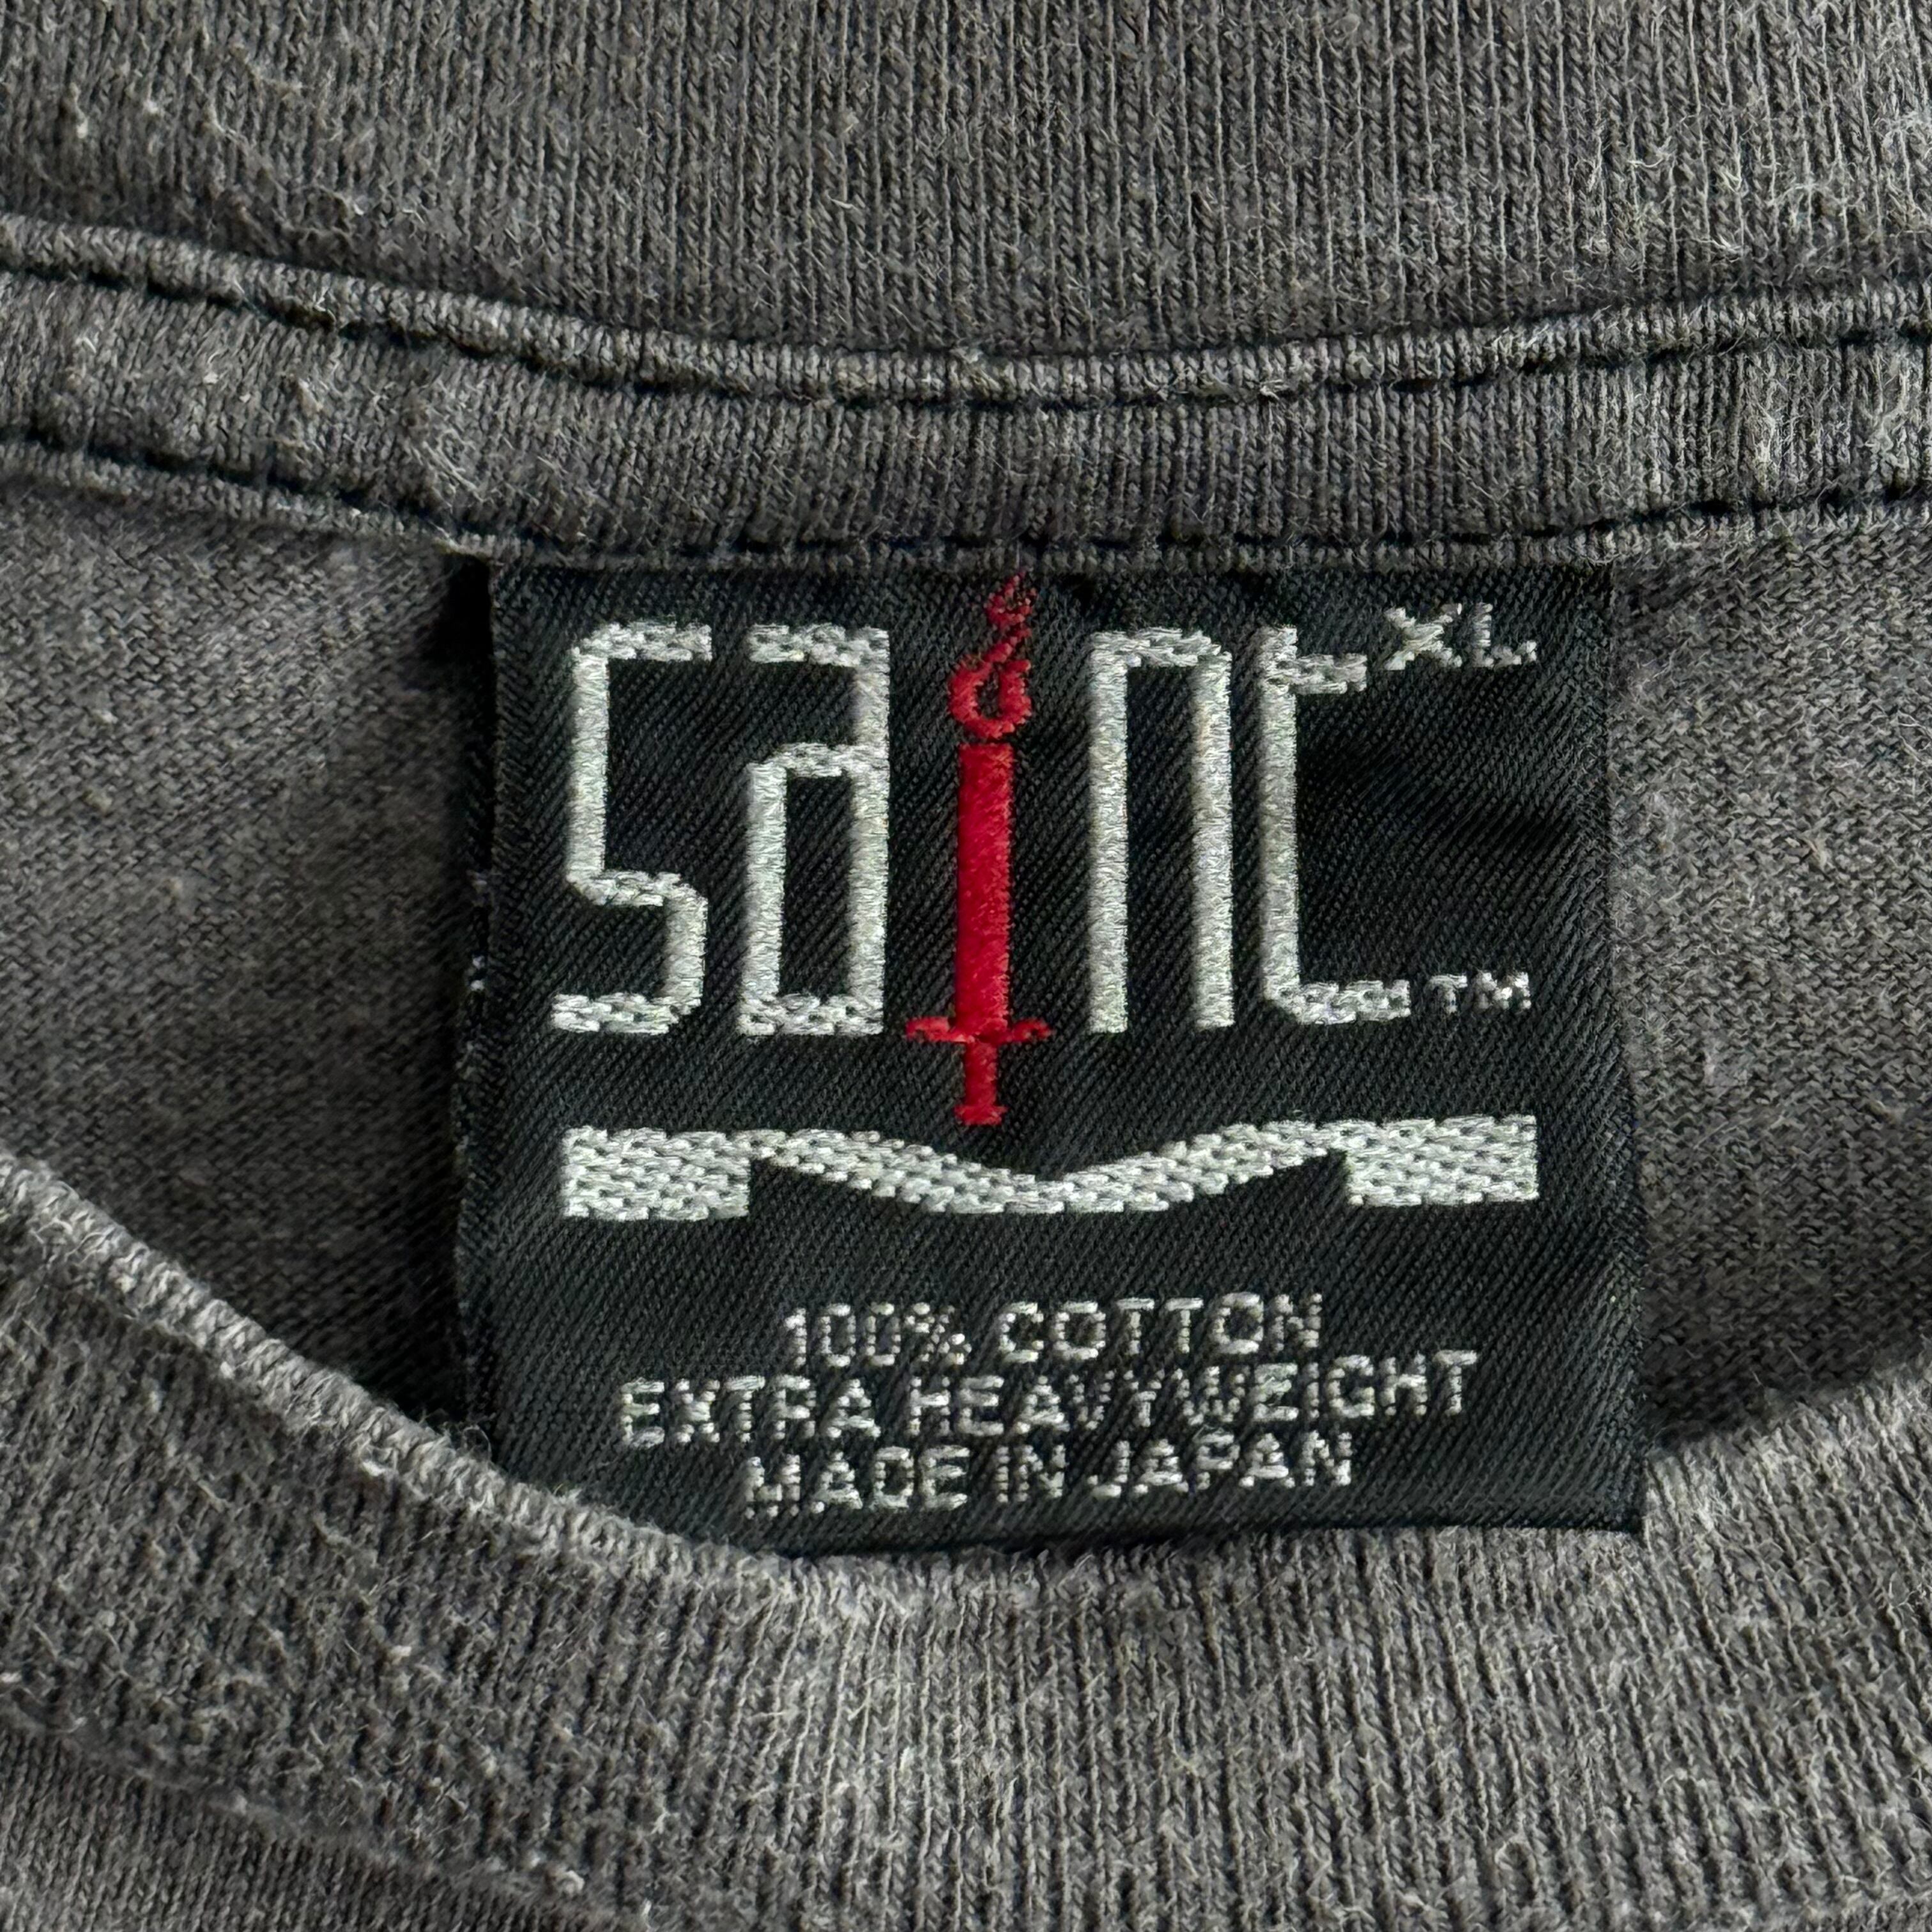 SaiNt XL
TM
100% COTTON
EXTRA HEAVYWEIGHT
MADE IN JAPAN